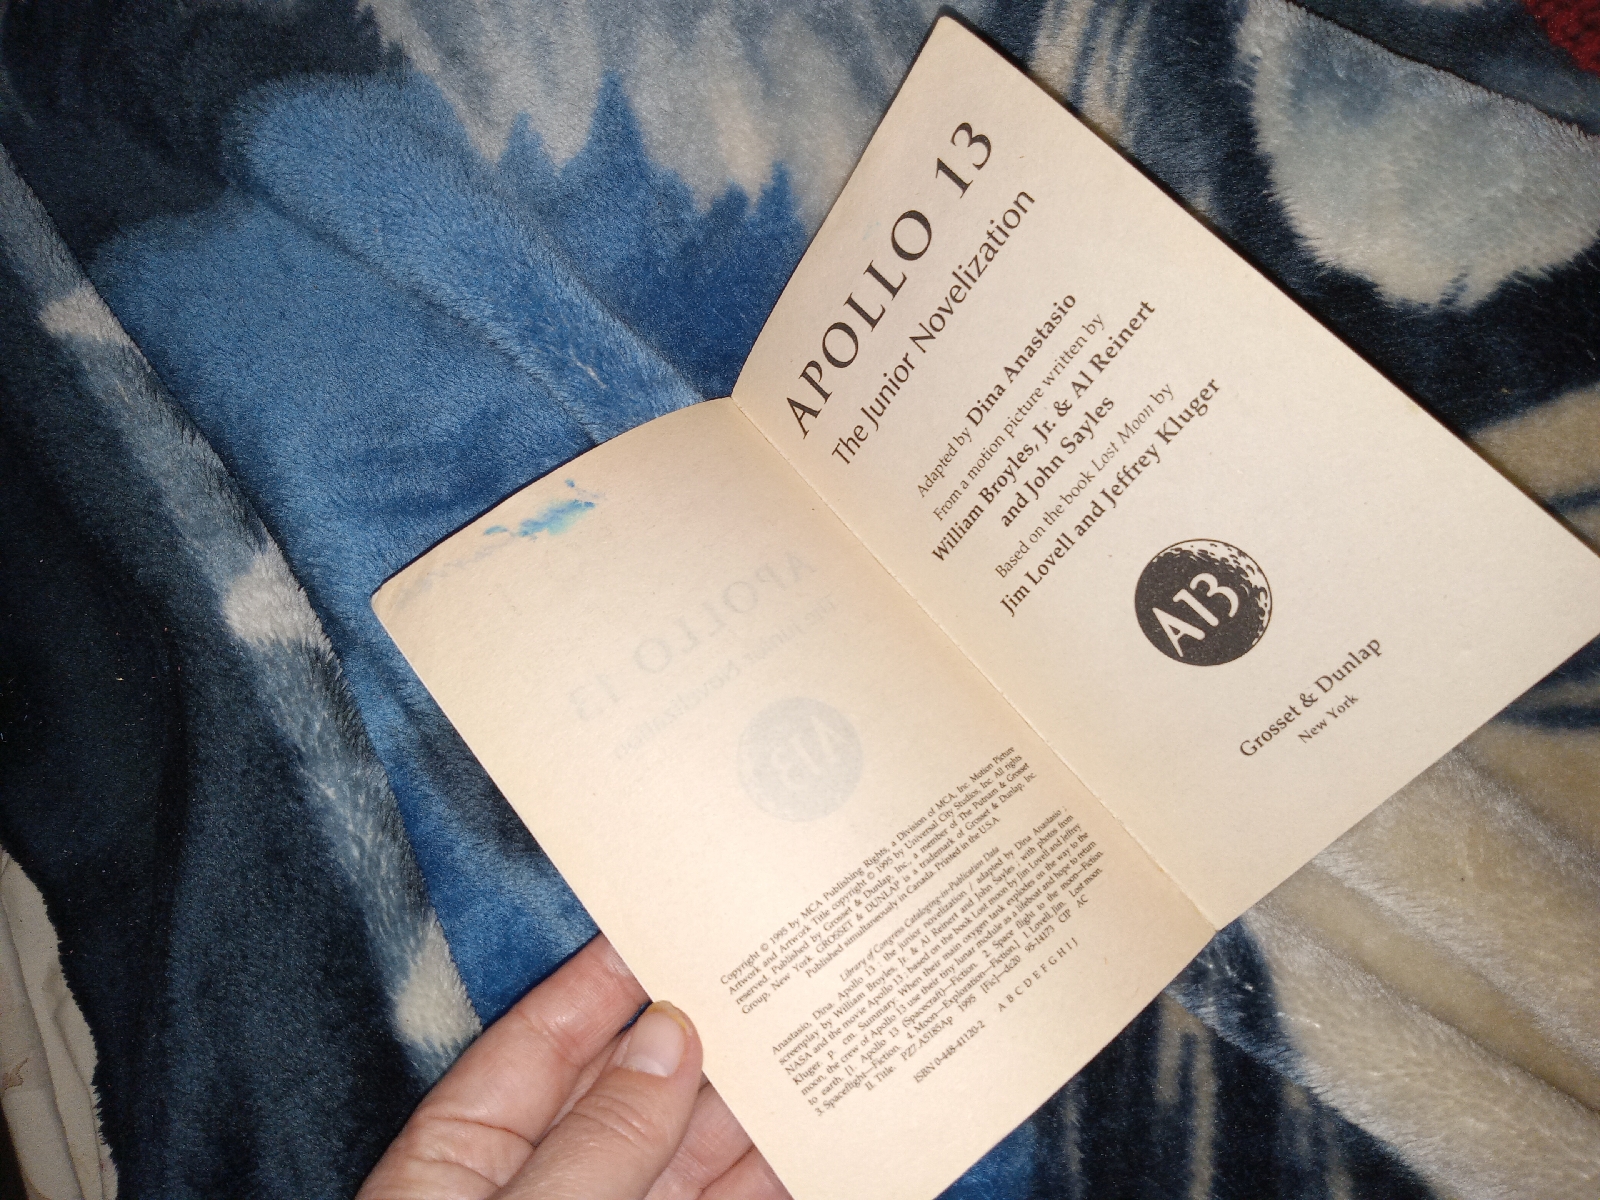 Copyright © 1995 by MCA Publishing Rights, a Division of MCA, Inc. Motion Picture
Artwork and Artwork Title copyright © 1995 by Universal City Studios, Inc. All rights
reserved. Published by Grosset & Dunlap, Inc., a member of The Putnam & Grosset
Group, New York. GROSSET & DUNLAP is a trademark of Grosset & Dunlap, Inc.
Published simultaneously in Canada. Printed in the U.S.A.
Library of Congress Cataloging-in-Publication Data
Anastasio, Dina. Apollo 13 : the junior novelization / adapted by Dina Anastasio ;
screenplay by William Broyles, Jr. & Al Reinert and John Sayles ; with photos from
NASA and the movie Apollo 13 ; based on the book Lost moon by Jim Lovell and Jeffrey
Kluger. p. cm. Summary: When their main oxygen tank explodes on the way to the
moon, the crew of Apollo 13 use their tiny lunar module as a lifeboat and hope to return
to earth. [1. Apollo 13 (Spacecraft)—Fiction. 2. Space flight to the moon—Fiction.
3. Spaceflight—Fiction. 4. Moon—Exploration—Fiction.] I. Lovell, Jim. Lost moon.
II. Title. PZ7.A5185Ap 1995 [Fic]—dc20 95-14173 CIP AC
ISBN 0-448-41120-2 A B C D E F G H I J
APOLLO 13
The Junior Novelization
Adapted by Dina Anastasio
From a motion picture written by
William Broyles, Jr. & Al Reinert
and John Sayles
Based on the book Lost Moon by
Jim Lovell and Jeffrey Kluger
A13
Grosset & Dunlap
New York